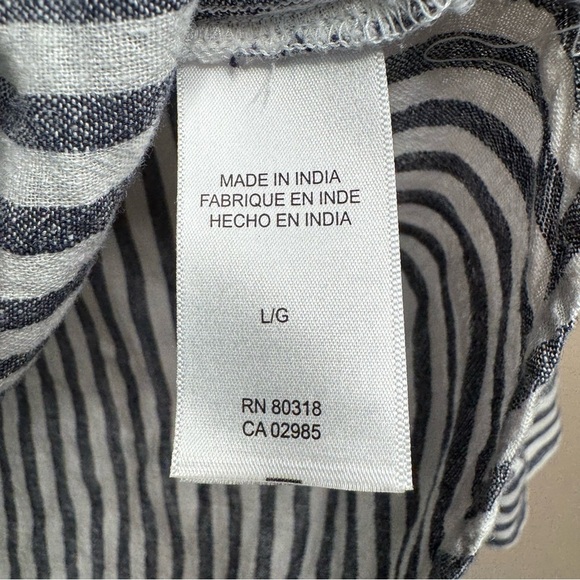 MADE IN INDIA
FABRIQUE EN INDE
HECHO EN INDIA
L/G
RN 80318
CA 02985